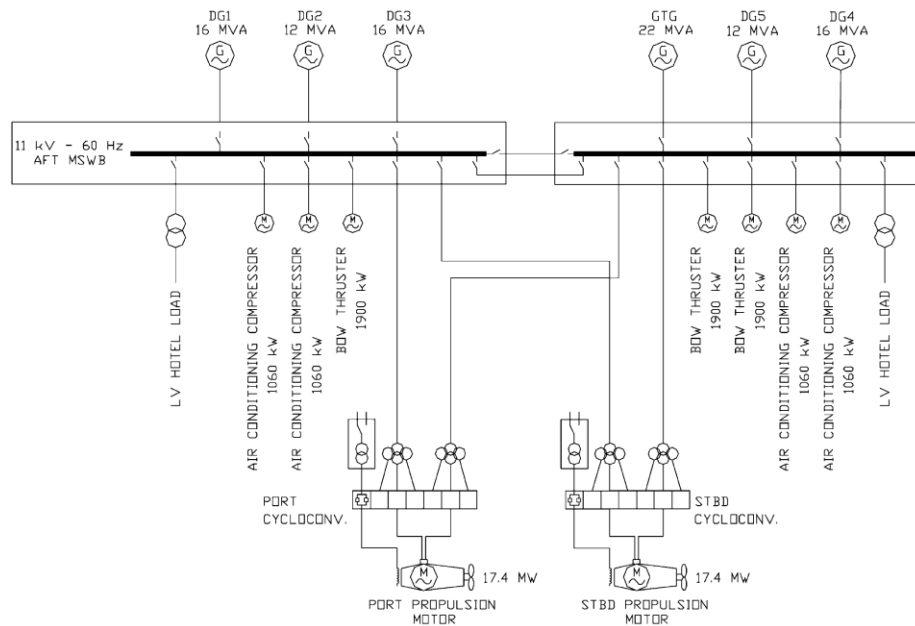 DG1
16 MVA
DG2
12 MVA
DG3
16 MVA
GTG
22 MVA
DG5
12 MVA
DG4
16 MVA
G
G
G
G
G
G
11 kV - 60 Hz
AFT MSWB
M
M
M
M
M
M
M
LV HOTEL LOAD
AIR CONDITIONING COMPRESSOR
1060 kW
AIR CONDITIONING COMPRESSOR
1060 kW
BOW THRUSTER
1900 kW
BOW THRUSTER
1900 kW
BOW THRUSTER
1900 kW
AIR CONDITIONING COMPRESSOR
1060 kW
AIR CONDITIONING COMPRESSOR
1060 kW
LV HOTEL LOAD
PORT
CYCLOCONV.
STBD
CYCLOCONV.
M
17.4 MW
M
17.4 MW
PORT PROPULSION
MOTOR
STBD PROPULSION
MOTOR